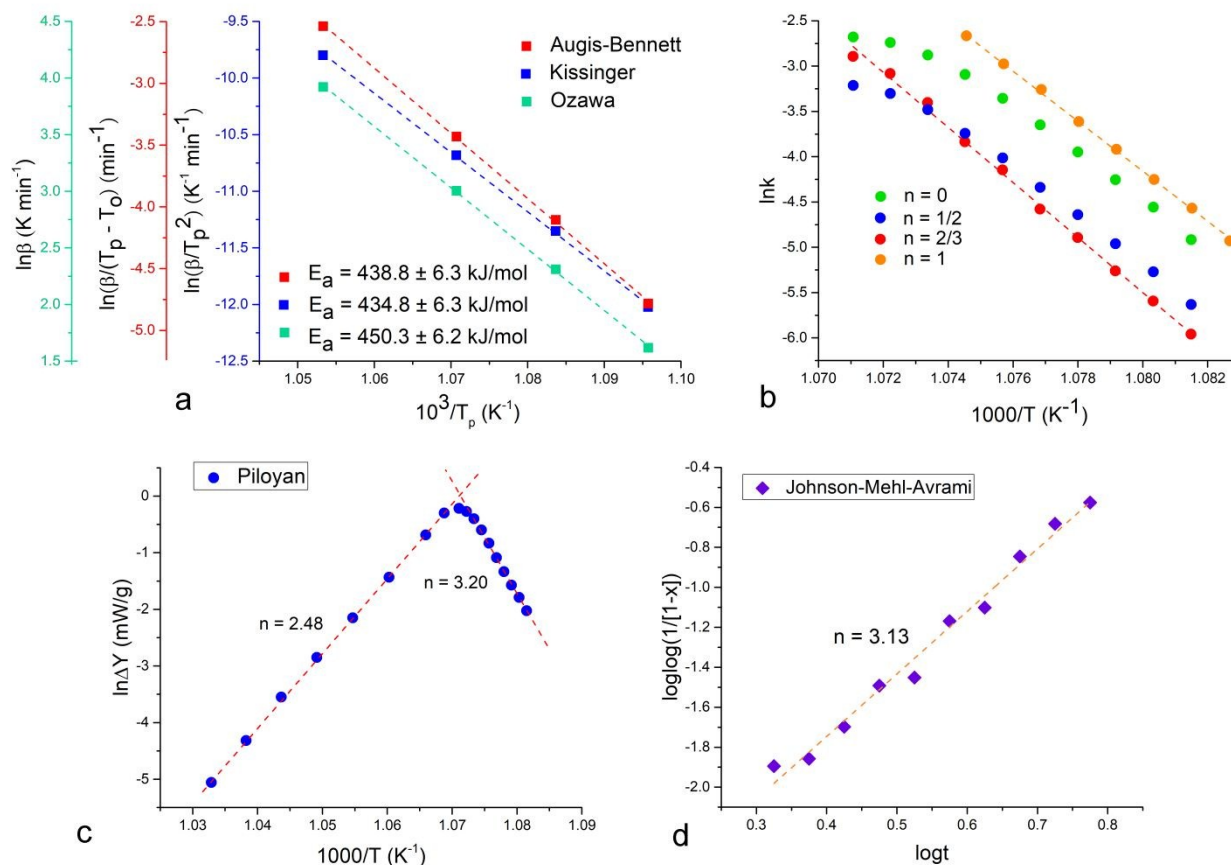 lnβ (K min⁻¹)
4.5
4.0
3.5
3.0
2.5
2.0
1.5
ln(β/(Tp - To) (min⁻¹)
-2.5
-3.0
-3.5
-4.0
-4.5
-5.0
ln(β/Tp²) (K⁻¹ min⁻¹)
-9.5
-10.0
-10.5
-11.0
-11.5
-12.0
-12.5
Augis-Bennett
Kissinger
Ozawa
Eₐ = 438.8 ± 6.3 kJ/mol
Eₐ = 434.8 ± 6.3 kJ/mol
Eₐ = 450.3 ± 6.2 kJ/mol
1.05 1.06 1.07 1.08 1.09 1.10
a
10³/Tp (K⁻¹)
lnk
-2.5
-3.0
-3.5
-4.0
-4.5
-5.0
-5.5
-6.0
n = 0
n = 1/2
n = 2/3
n = 1
1.070 1.072 1.074 1.076 1.078 1.080 1.082
b
1000/T (K⁻¹)
Piloyan
lnΔY (mW/g)
0
-1
-2
-3
-4
-5
n = 2.48
n = 3.20
1.03 1.04 1.05 1.06 1.07 1.08 1.09
c
1000/T (K⁻¹)
Johnson-Mehl-Avrami
loglog(1/[1-x])
-0.4
-0.6
-0.8
-1.0
-1.2
-1.4
-1.6
-1.8
-2.0
n = 3.13
0.3 0.4 0.5 0.6 0.7 0.8
d
logt